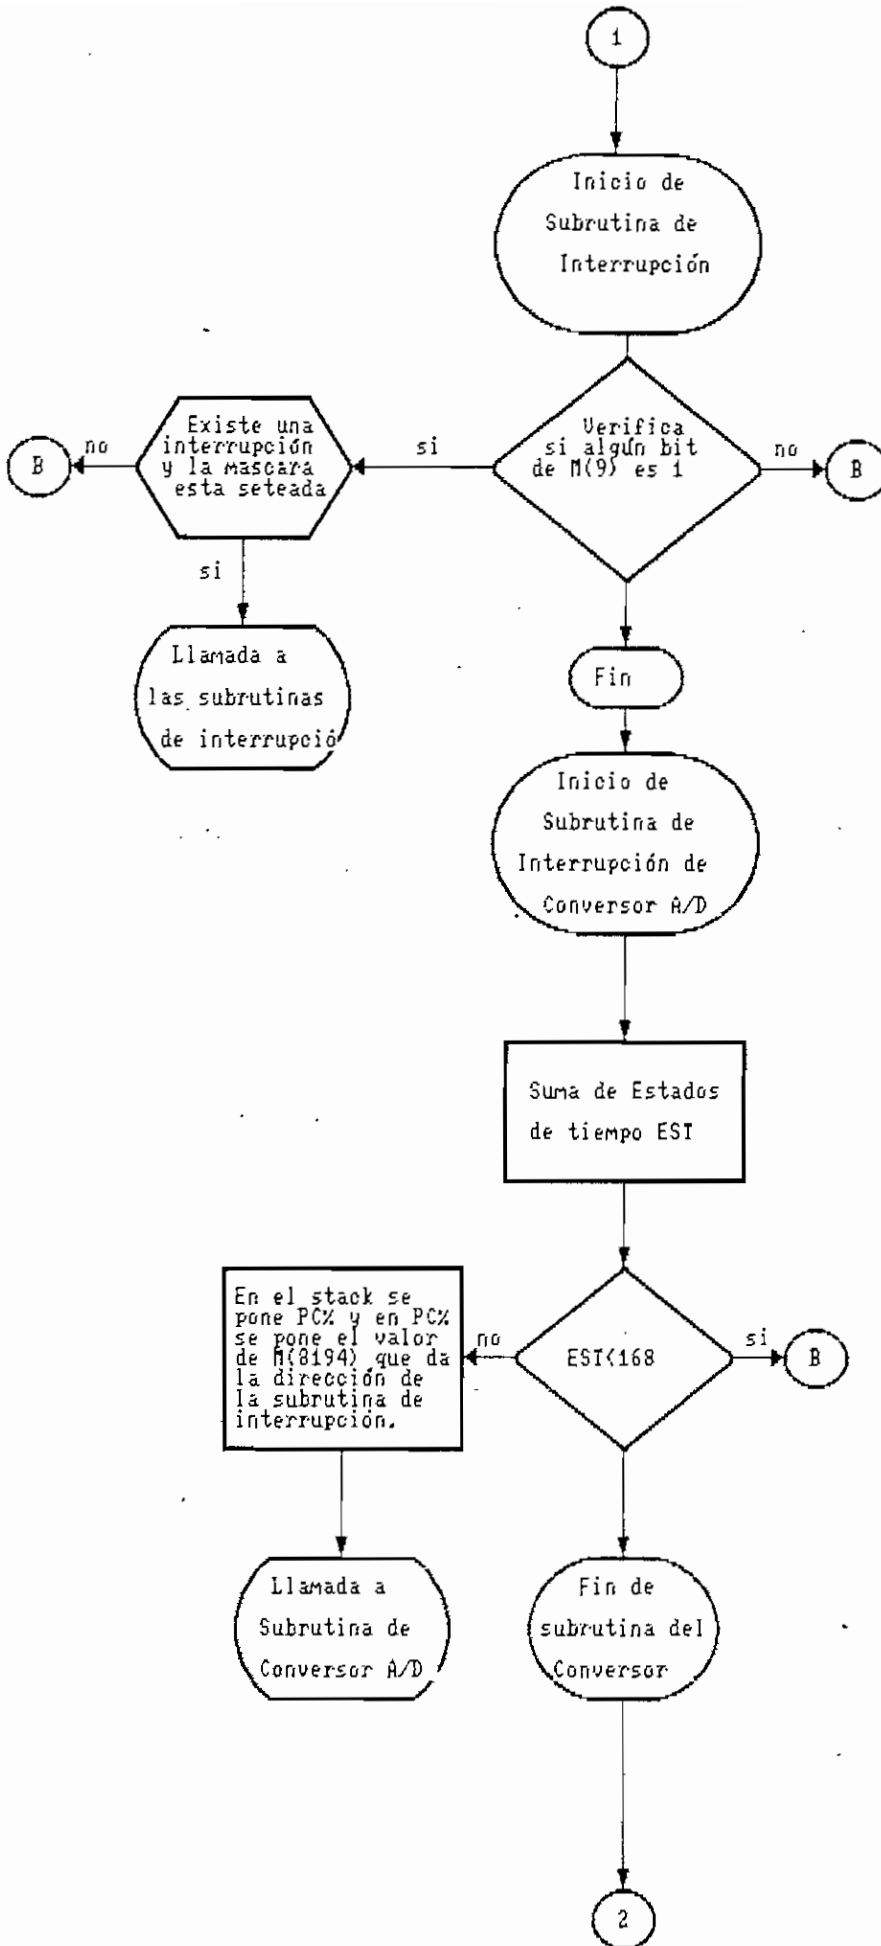 1
Inicio de
Subrutina de
Interrupción
Verifica
si algún bit
de M(9) es 1
si
no
B
Existe una
interrupción
y la mascara
esta seteada
no
B
si
Llamada a
las subrutinas
de interrupció
Fin
Inicio de
Subrutina de
Interrupción de
Conversor A/D
Suma de Estados
de tiempo EST
EST<168
si
B
no
En el stack se
pone PC% y en PC%
se pone el valor
de M(8194) que da
la dirección de
la subrutina de
interrupción.
Llamada a
Subrutina de
Conversor A/D
Fin de
subrutina del
Conversor
2